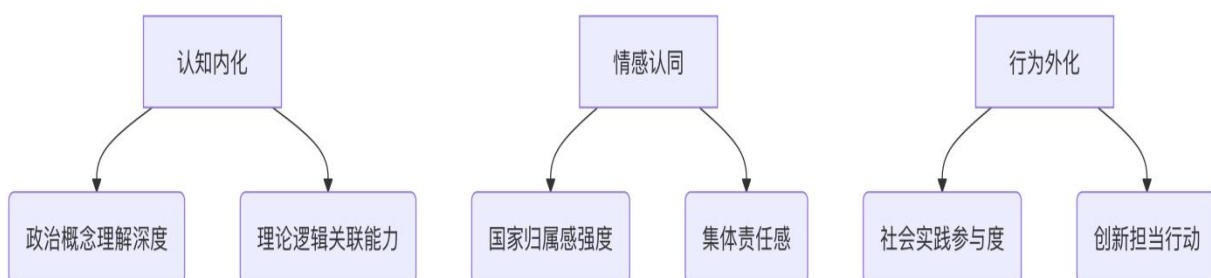 认知内化
情感认同
行为外化
政治概念理解深度
理论逻辑关联能力
国家归属感强度
集体责任感
社会实践参与度
创新担当行动